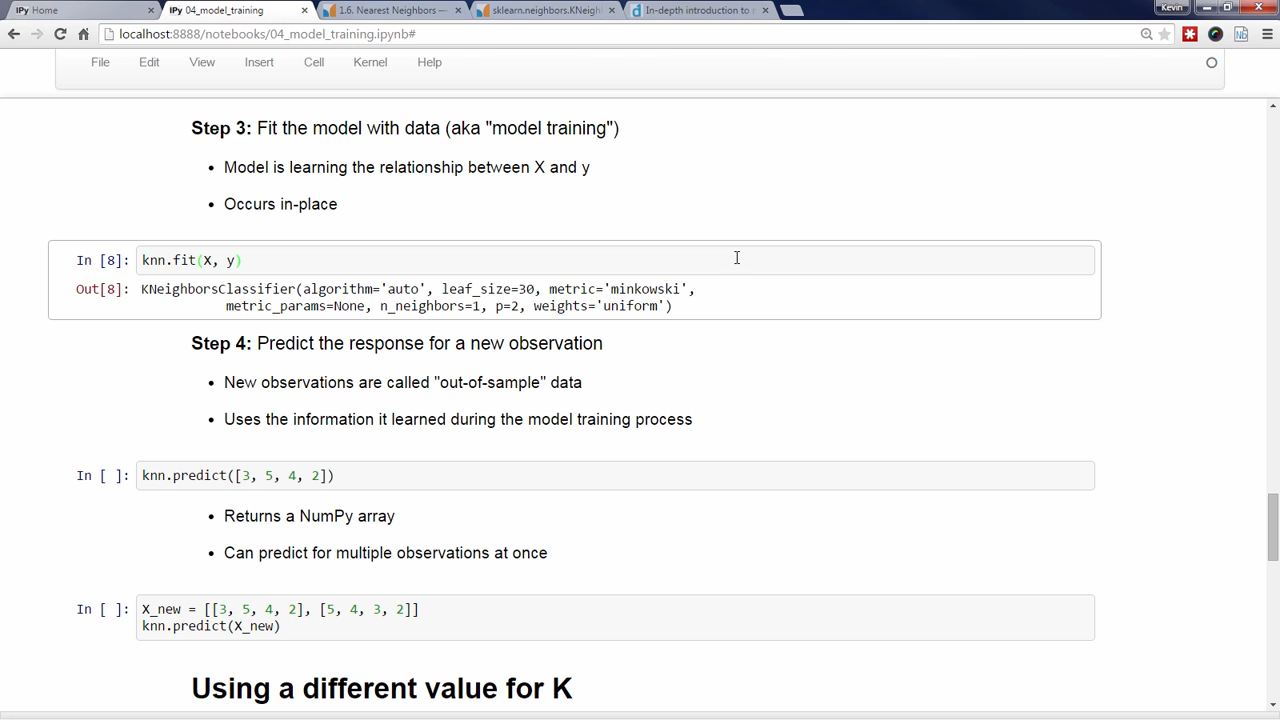 IPy Home
IPy 04_model_training
1.6. Nearest Neighbors —
sklearn.neighbors.KNeigh
In-depth introduction to
Kevin
localhost:8888/notebooks/04_model_training.ipynb#
File Edit View Insert Cell Kernel Help
Step 3: Fit the model with data (aka "model training")
• Model is learning the relationship between X and y
• Occurs in-place
In [8]: knn.fit(X, y)
Out[8]: KNeighborsClassifier(algorithm='auto', leaf_size=30, metric='minkowski',
metric_params=None, n_neighbors=1, p=2, weights='uniform')
Step 4: Predict the response for a new observation
• New observations are called "out-of-sample" data
• Uses the information it learned during the model training process
In [ ]: knn.predict([3, 5, 4, 2])
• Returns a NumPy array
• Can predict for multiple observations at once
In [ ]: X_new = [[3, 5, 4, 2], [5, 4, 3, 2]]
knn.predict(X_new)
Using a different value for K